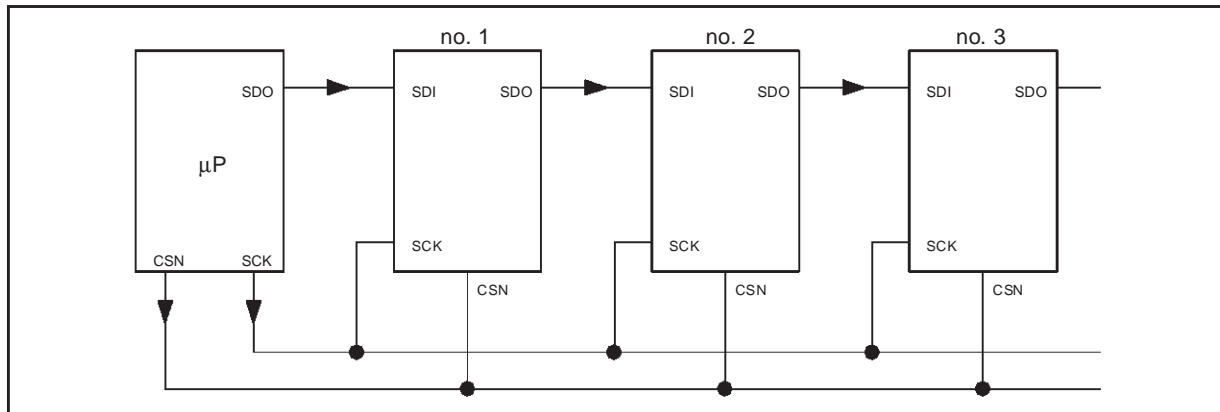 no. 1
no. 2
no. 3
SDO
SDI
SDO
SDI
SDO
SDI
SDO
μP
SCK
SCK
SCK
CSN
SCK
CSN
CSN
CSN